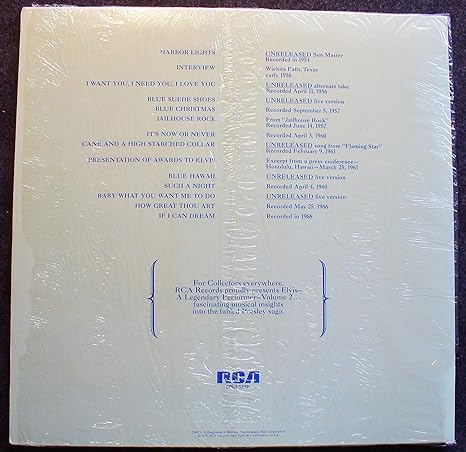 HARBOR LIGHTS UNRELEASED Sun Master
Recorded in 1954
INTERVIEW Wichita Falls, Texas
early 1956
I WANT YOU, I NEED YOU, I LOVE YOU UNRELEASED alternate take
Recorded April 11, 1956
BLUE SUEDE SHOES UNRELEASED live version
BLUE CHRISTMAS Recorded September 5, 1957
JAILHOUSE ROCK From "Jailhouse Rock"
Recorded June 14, 1957
IT'S NOW OR NEVER Recorded April 3, 1960
CANE AND A HIGH STARCHED COLLAR UNRELEASED song from "Flaming Star"
Recorded February 9, 1961
PRESENTATION OF AWARDS TO ELVIS Excerpt from a press conference—
Honolulu, Hawaii—March 25, 1961
BLUE HAWAII UNRELEASED live version
SUCH A NIGHT Recorded April 4, 1960
BABY WHAT YOU WANT ME TO DO UNRELEASED live version
HOW GREAT THOU ART Recorded May 25, 1966
IF I CAN DREAM Recorded in 1968
For Collectors everywhere,
RCA Records proudly presents Elvis—
A Legendary Performer—Volume 2...
fascinating musical insights
into the fabled Presley saga.
RCA